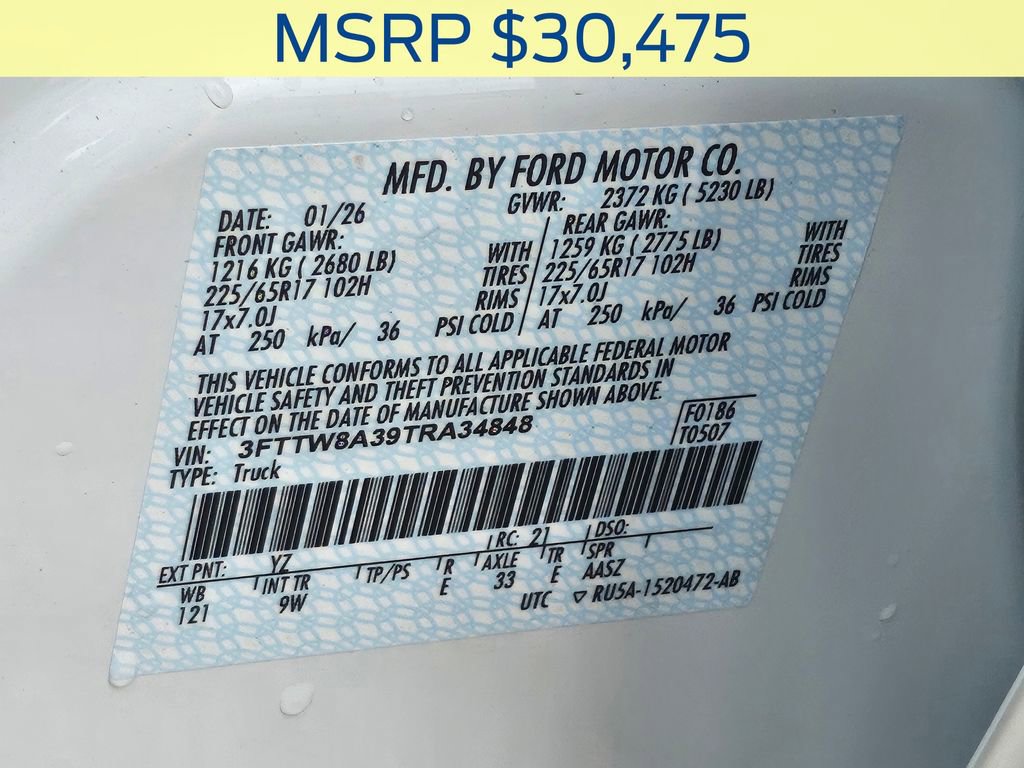 MSRP $30,475
MFD. BY FORD MOTOR CO.
DATE: 01/26 GVWR: 2372 KG ( 5230 LB)
FRONT GAWR: REAR GAWR:
1216 KG ( 2680 LB) WITH 1259 KG ( 2775 LB) WITH
225/65R17 102H TIRES 225/65R17 102H TIRES
17x7.0J RIMS 17x7.0J RIMS
AT 250 kPa/ 36 PSI COLD AT 250 kPa/ 36 PSI COLD
THIS VEHICLE CONFORMS TO ALL APPLICABLE FEDERAL MOTOR
VEHICLE SAFETY AND THEFT PREVENTION STANDARDS IN
EFFECT ON THE DATE OF MANUFACTURE SHOWN ABOVE.
VIN: 3FTTW8A39TRA34848 F0186
TYPE: Truck T0507
EXT PNT: YZ RC: 21 DSO:
WB INT TR TP/PS R AXLE TR SPR
121 9W E 33 E AA5Z
UTC ▽ RU5A-1520472-AB